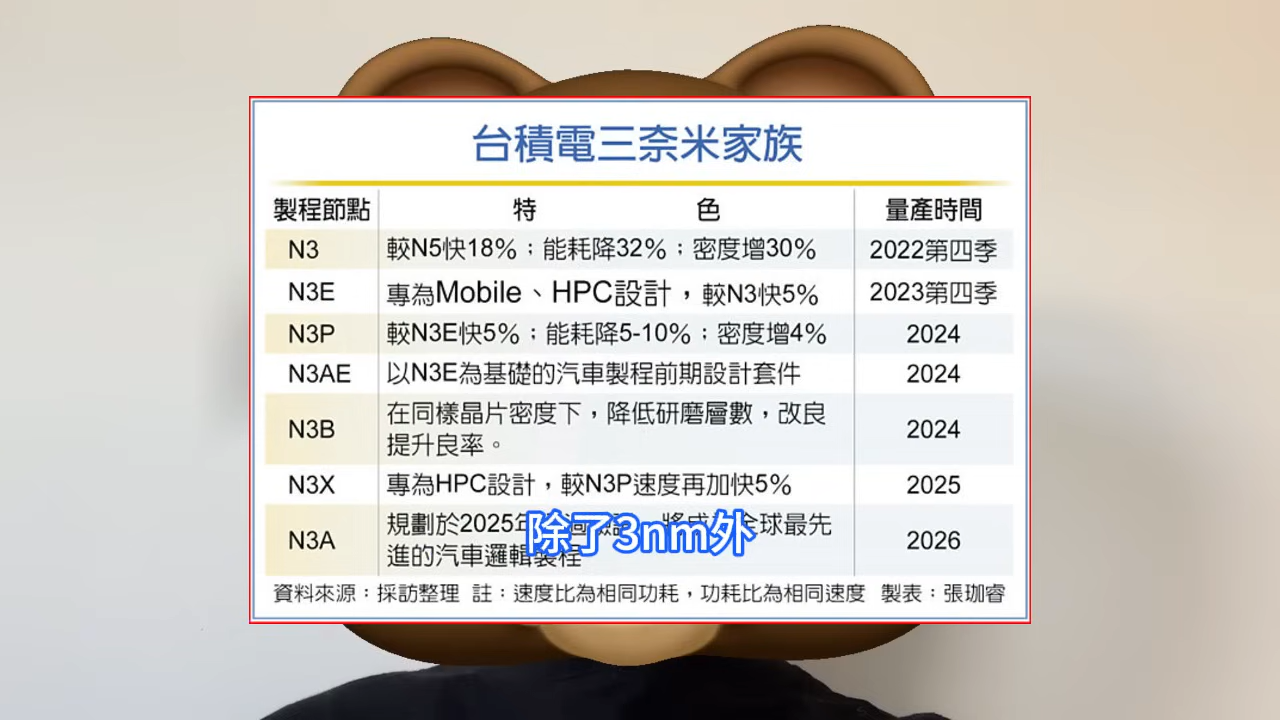 台積電三奈米家族
製程節點 特色 量產時間
N3 較N5快18%；能耗降32%；密度增30% 2022第四季
N3E 專為Mobile、HPC設計，較N3快5% 2023第四季
N3P 較N3E快5%；能耗降5-10%；密度增4% 2024
N3AE 以N3E為基礎的汽車製程前期設計套件 2024
N3B 在同樣晶片密度下，降低研磨層數，改良
提升良率。 2024
N3X 專為HPC設計，較N3P速度再加快5% 2025
N3A 規劃於2025年 將 全球最先
進的汽車邏輯製程 2026
除了3nm外
資料來源：採訪整理 註：速度比為相同功耗，功耗比為相同速度 製表：張珈睿